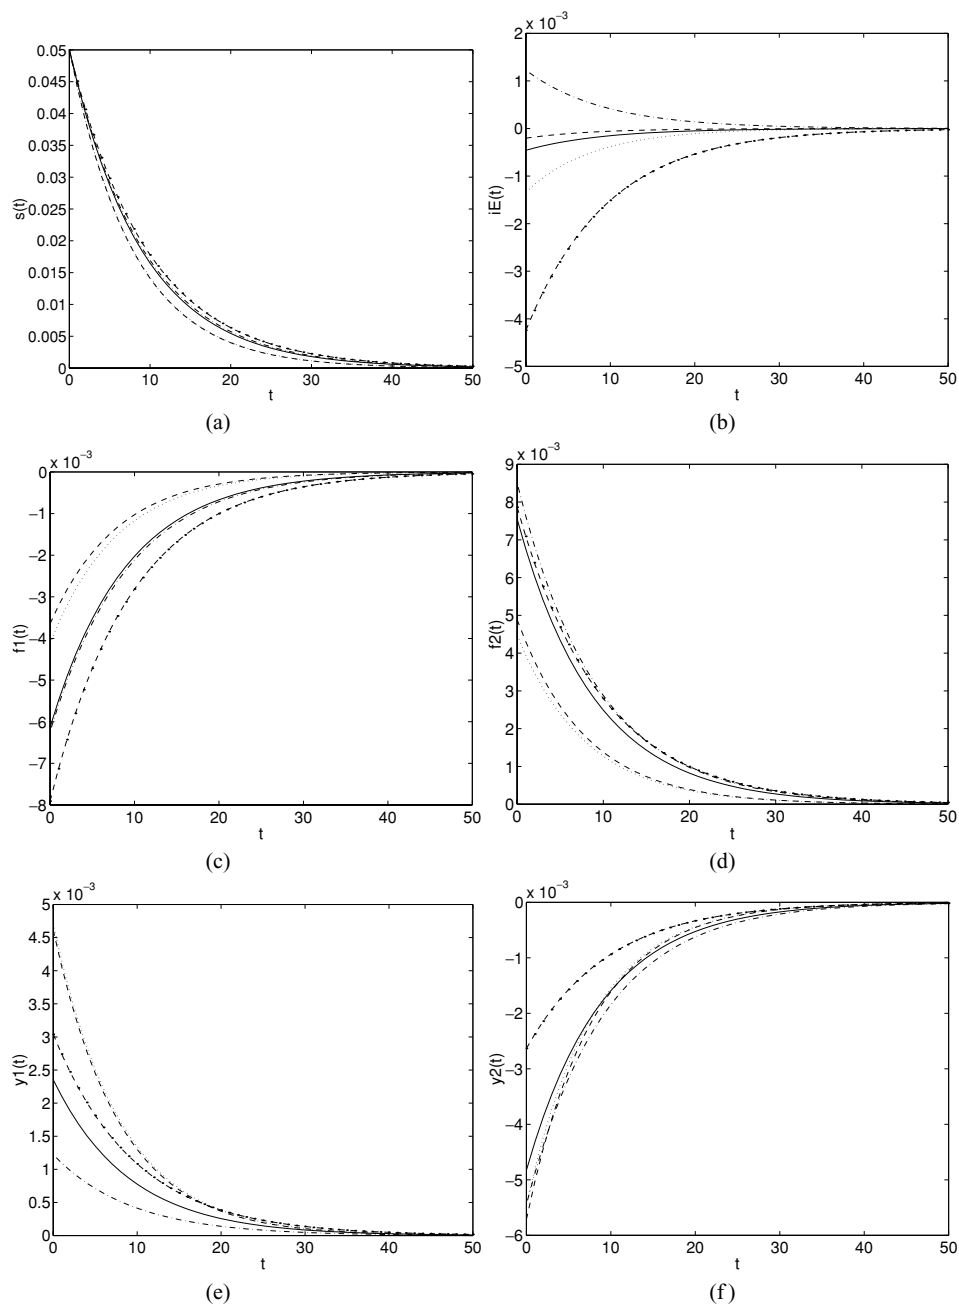 0.05
0.045
0.04
0.035
0.03
0.025
0.02
0.015
0.01
0.005
0
s(t)
0 10 20 30 40 50
t
(a)
x 10−3
2
1
0
−1
−2
−3
−4
−5
iE(t)
0 10 20 30 40 50
t
(b)
x 10−3
0
−1
−2
−3
−4
−5
−6
−7
−8
f1(t)
0 10 20 30 40 50
t
(c)
x 10−3
9
8
7
6
5
4
3
2
1
0
f2(t)
0 10 20 30 40 50
t
(d)
x 10−3
5
4.5
4
3.5
3
2.5
2
1.5
1
0.5
0
y1(t)
0 10 20 30 40 50
t
(e)
x 10−3
0
−1
−2
−3
−4
−5
−6
y2(t)
0 10 20 30 40 50
t
(f)